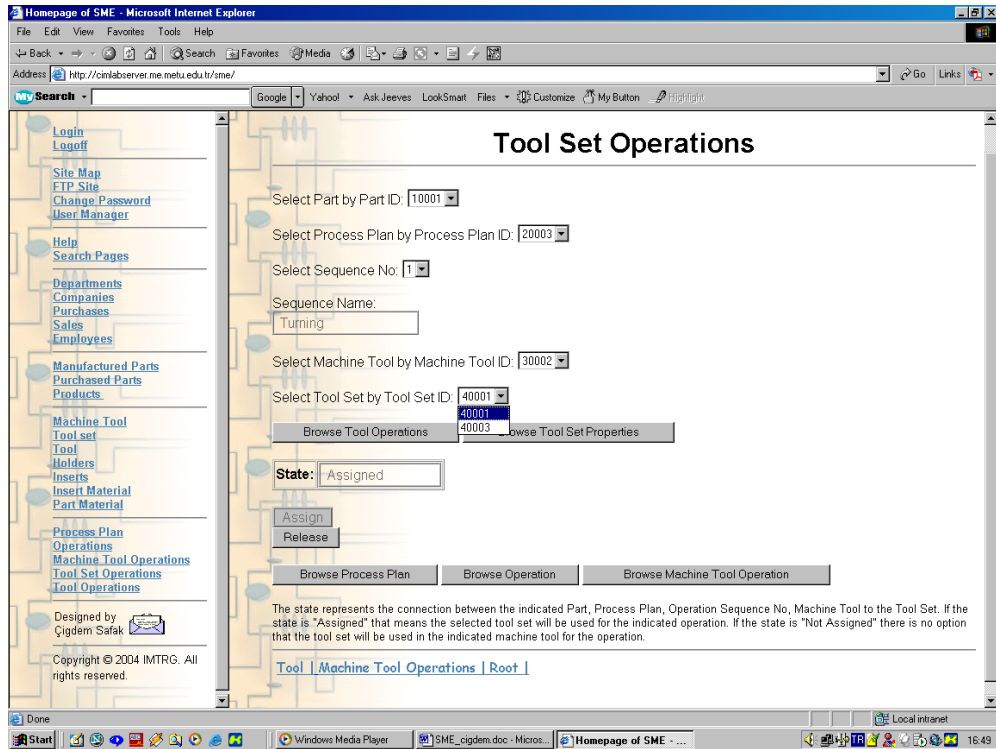 Homepage of SME - Microsoft Internet Explorer
File Edit View Favorites Tools Help
Back Search Favorites Media
Address http://cimlabserver.me.metu.edu.tr/sme/ Go Links
My Search Google Yahoo! Ask Jeeves LookSmart Files Customize My Button Highlight
Login
Logoff
Site Map
FTP Site
Change Password
User Manager
Help
Search Pages
Departments
Companies
Purchases
Sales
Employees
Manufactured Parts
Purchased Parts
Products
Machine Tool
Tool set
Tool
Holders
Inserts
Insert Material
Part Material
Process Plan
Operations
Machine Tool Operations
Tool Set Operations
Tool Operations
Designed by
Çigdem Safak
Copyright © 2004 IMTRG. All
rights reserved.
Tool Set Operations
Select Part by Part ID: 10001
Select Process Plan by Process Plan ID: 20003
Select Sequence No: 1
Sequence Name:
Turning
Select Machine Tool by Machine Tool ID: 30002
Select Tool Set by Tool Set ID: 40001
40001
40003
Browse Tool Operations Browse Tool Set Properties
State: Assigned
Assign
Release
Browse Process Plan Browse Operation Browse Machine Tool Operation
The state represents the connection between the indicated Part, Process Plan, Operation Sequence No, Machine Tool to the Tool Set. If the
state is "Assigned" that means the selected tool set will be used for the indicated operation. If the state is "Not Assigned" there is no option
that the tool set will be used in the indicated machine tool for the operation.
Tool | Machine Tool Operations | Root |
Done Local intranet
Start Windows Media Player SME_cigdem.doc - Micros... Homepage of SME - ... 16:49